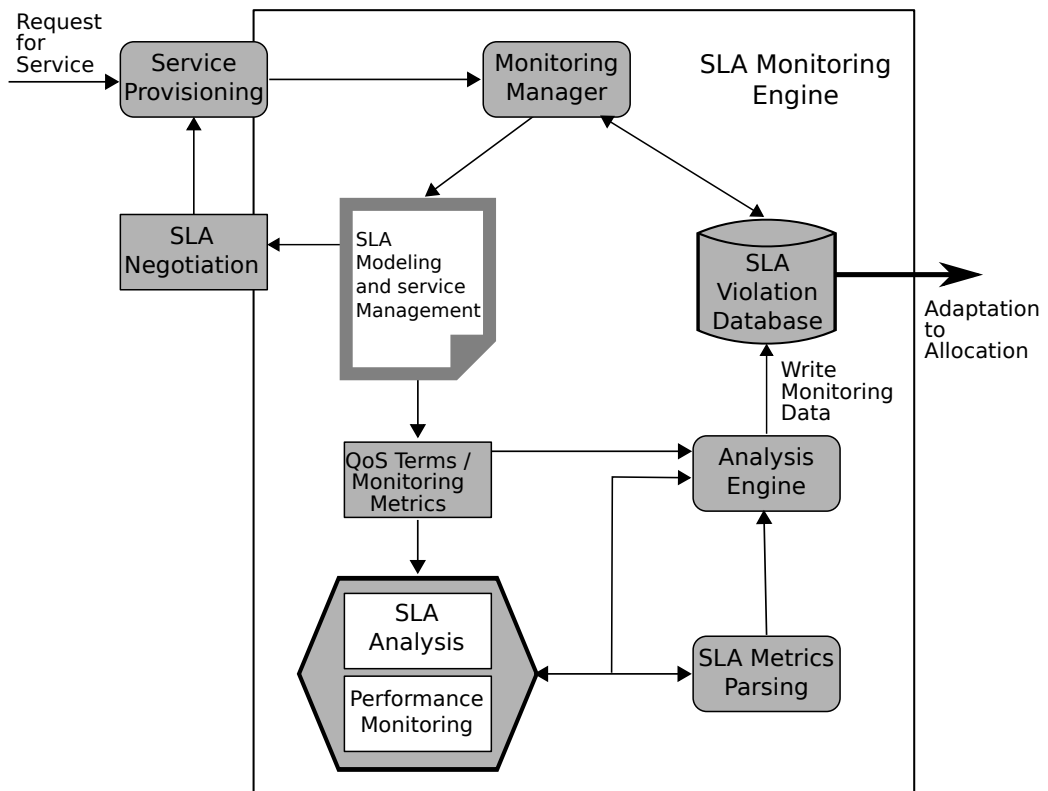 Request
for
Service
Service
Provisioning
Monitoring
Manager
SLA Monitoring
Engine
SLA
Negotiation
SLA
Modeling
and service
Management
SLA
Violation
Database
Adaptation
to
Allocation
Write
Monitoring
Data
QoS Terms /
Monitoring
Metrics
Analysis
Engine
SLA
Analysis
Performance
Monitoring
SLA Metrics
Parsing